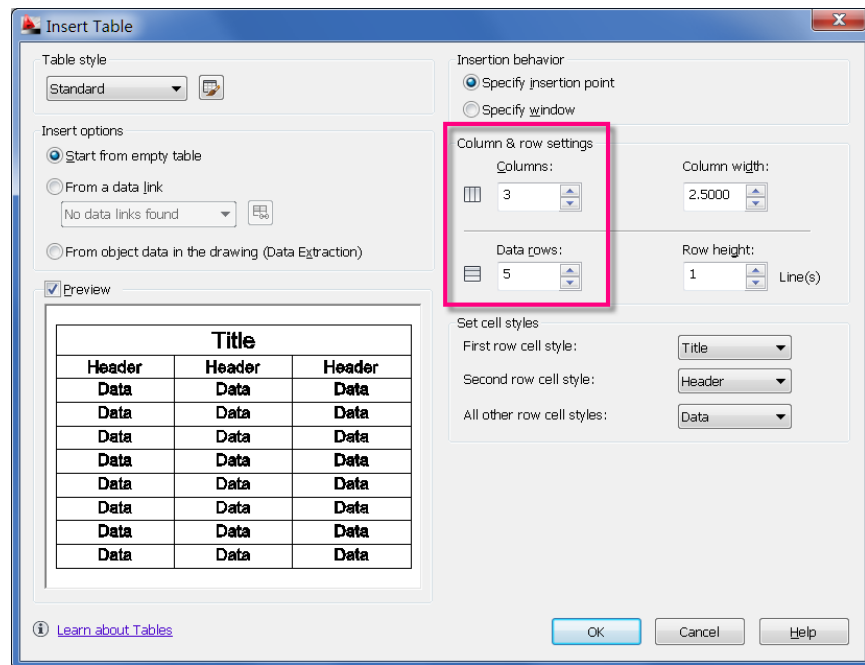 Insert Table
Table style
Standard
Insert options
Start from empty table
From a data link
No data links found
From object data in the drawing (Data Extraction)
Preview
Title
Header Header Header
Data Data Data
Data Data Data
Data Data Data
Data Data Data
Data Data Data
Data Data Data
Data Data Data
Data Data Data
Learn about Tables
Insertion behavior
Specify insertion point
Specify window
Column & row settings
Columns: Column width:
3 2.5000
Data rows: Row height:
5 1 Line(s)
Set cell styles
First row cell style: Title
Second row cell style: Header
All other row cell styles: Data
OK Cancel Help